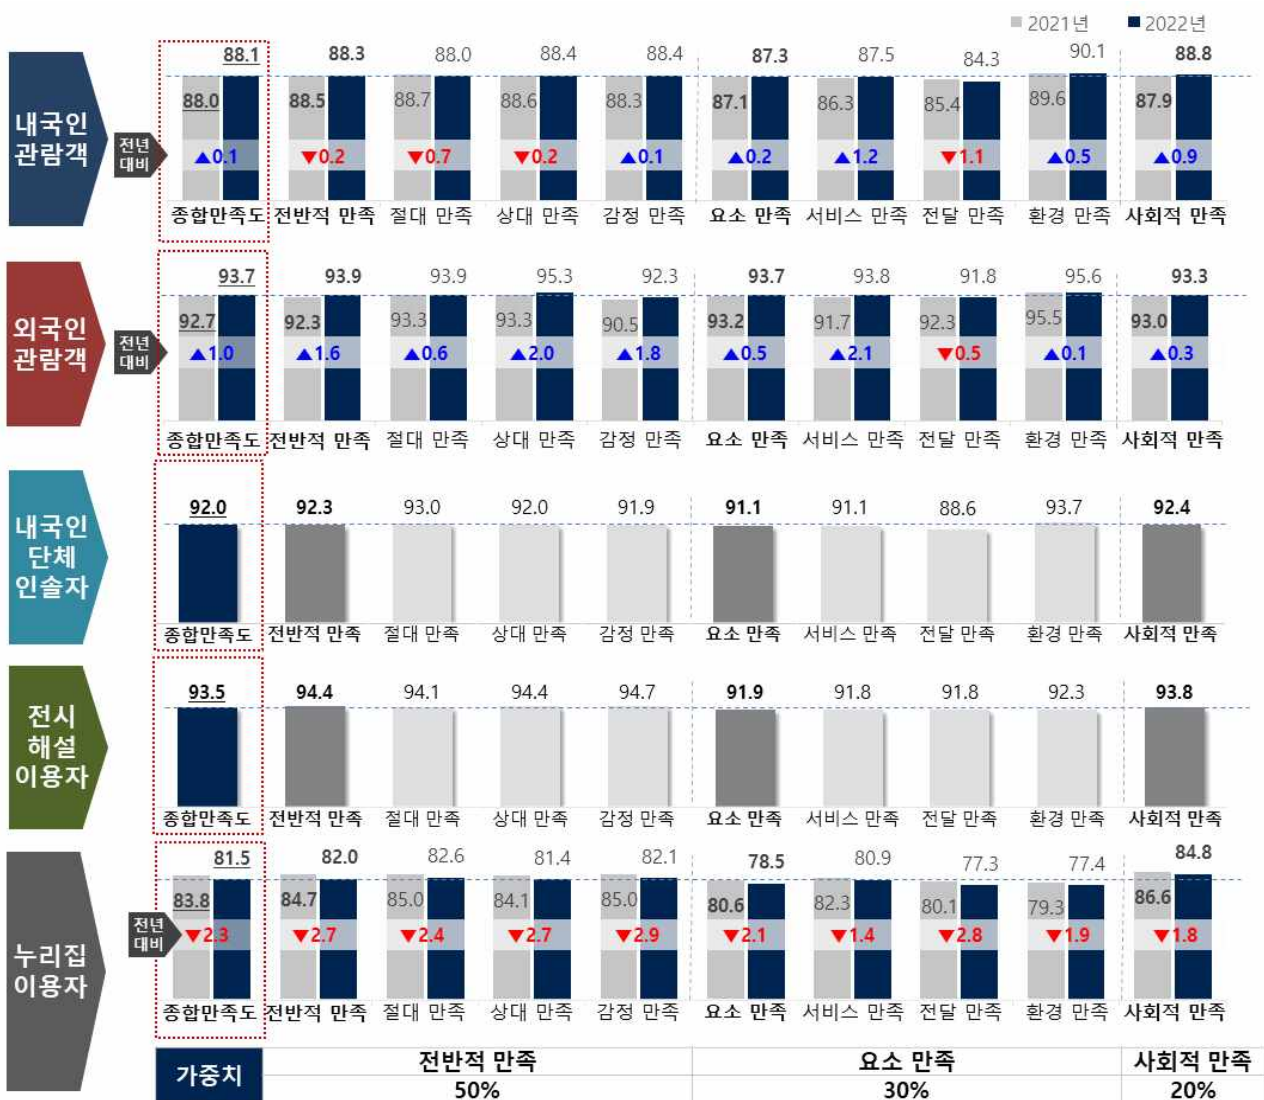 2021년 2022년
내국인
관람객
전년
대비
88.1 88.3 88.0 88.4 88.4 87.3 87.5 84.3 90.1 88.8
88.0 88.5 88.7 88.6 88.3 87.1 86.3 85.4 89.6 87.9
▲0.1 ▼0.2 ▼0.7 ▼0.2 ▲0.1 ▲0.2 ▲1.2 ▼1.1 ▲0.5 ▲0.9
종합만족도 전반적 만족 절대 만족 상대 만족 감정 만족 요소 만족 서비스 만족 전달 만족 환경 만족 사회적 만족
외국인
관람객
전년
대비
93.7 93.9 93.9 95.3 92.3 93.7 93.8 91.8 95.6 93.3
92.7 92.3 93.3 93.3 90.5 93.2 91.7 92.3 95.5 93.0
▲1.0 ▲1.6 ▲0.6 ▲2.0 ▲1.8 ▲0.5 ▲2.1 ▼0.5 ▲0.1 ▲0.3
종합만족도 전반적 만족 절대 만족 상대 만족 감정 만족 요소 만족 서비스 만족 전달 만족 환경 만족 사회적 만족
내국인
단체
인솔자
92.0 92.3 93.0 92.0 91.9 91.1 91.1 88.6 93.7 92.4
종합만족도 전반적 만족 절대 만족 상대 만족 감정 만족 요소 만족 서비스 만족 전달 만족 환경 만족 사회적 만족
전시
해설
이용자
93.5 94.4 94.1 94.4 94.7 91.9 91.8 91.8 92.3 93.8
종합만족도 전반적 만족 절대 만족 상대 만족 감정 만족 요소 만족 서비스 만족 전달 만족 환경 만족 사회적 만족
누리집
이용자
전년
대비
81.5 82.0 82.6 81.4 82.1 78.5 80.9 77.3 77.4 84.8
83.8 84.7 85.0 84.1 85.0 80.6 82.3 80.1 79.3 86.6
▼2.3 ▼2.7 ▼2.4 ▼2.7 ▼2.9 ▼2.1 ▼1.4 ▼2.8 ▼1.9 ▼1.8
종합만족도 전반적 만족 절대 만족 상대 만족 감정 만족 요소 만족 서비스 만족 전달 만족 환경 만족 사회적 만족
가중치 전반적 만족 요소 만족 사회적 만족
50% 30% 20%